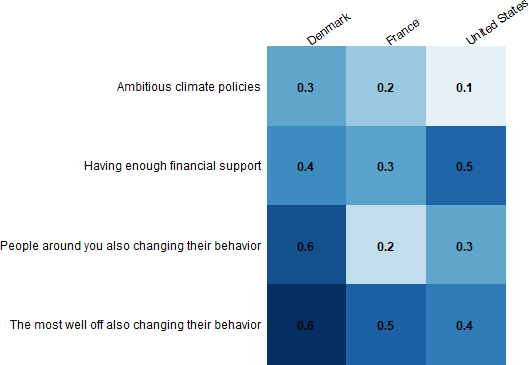 Denmark France United States
Ambitious climate policies 0.3 0.2 0.1
Having enough financial support 0.4 0.3 0.5
People around you also changing their behavior 0.6 0.2 0.3
The most well off also changing their behavior 0.6 0.5 0.4